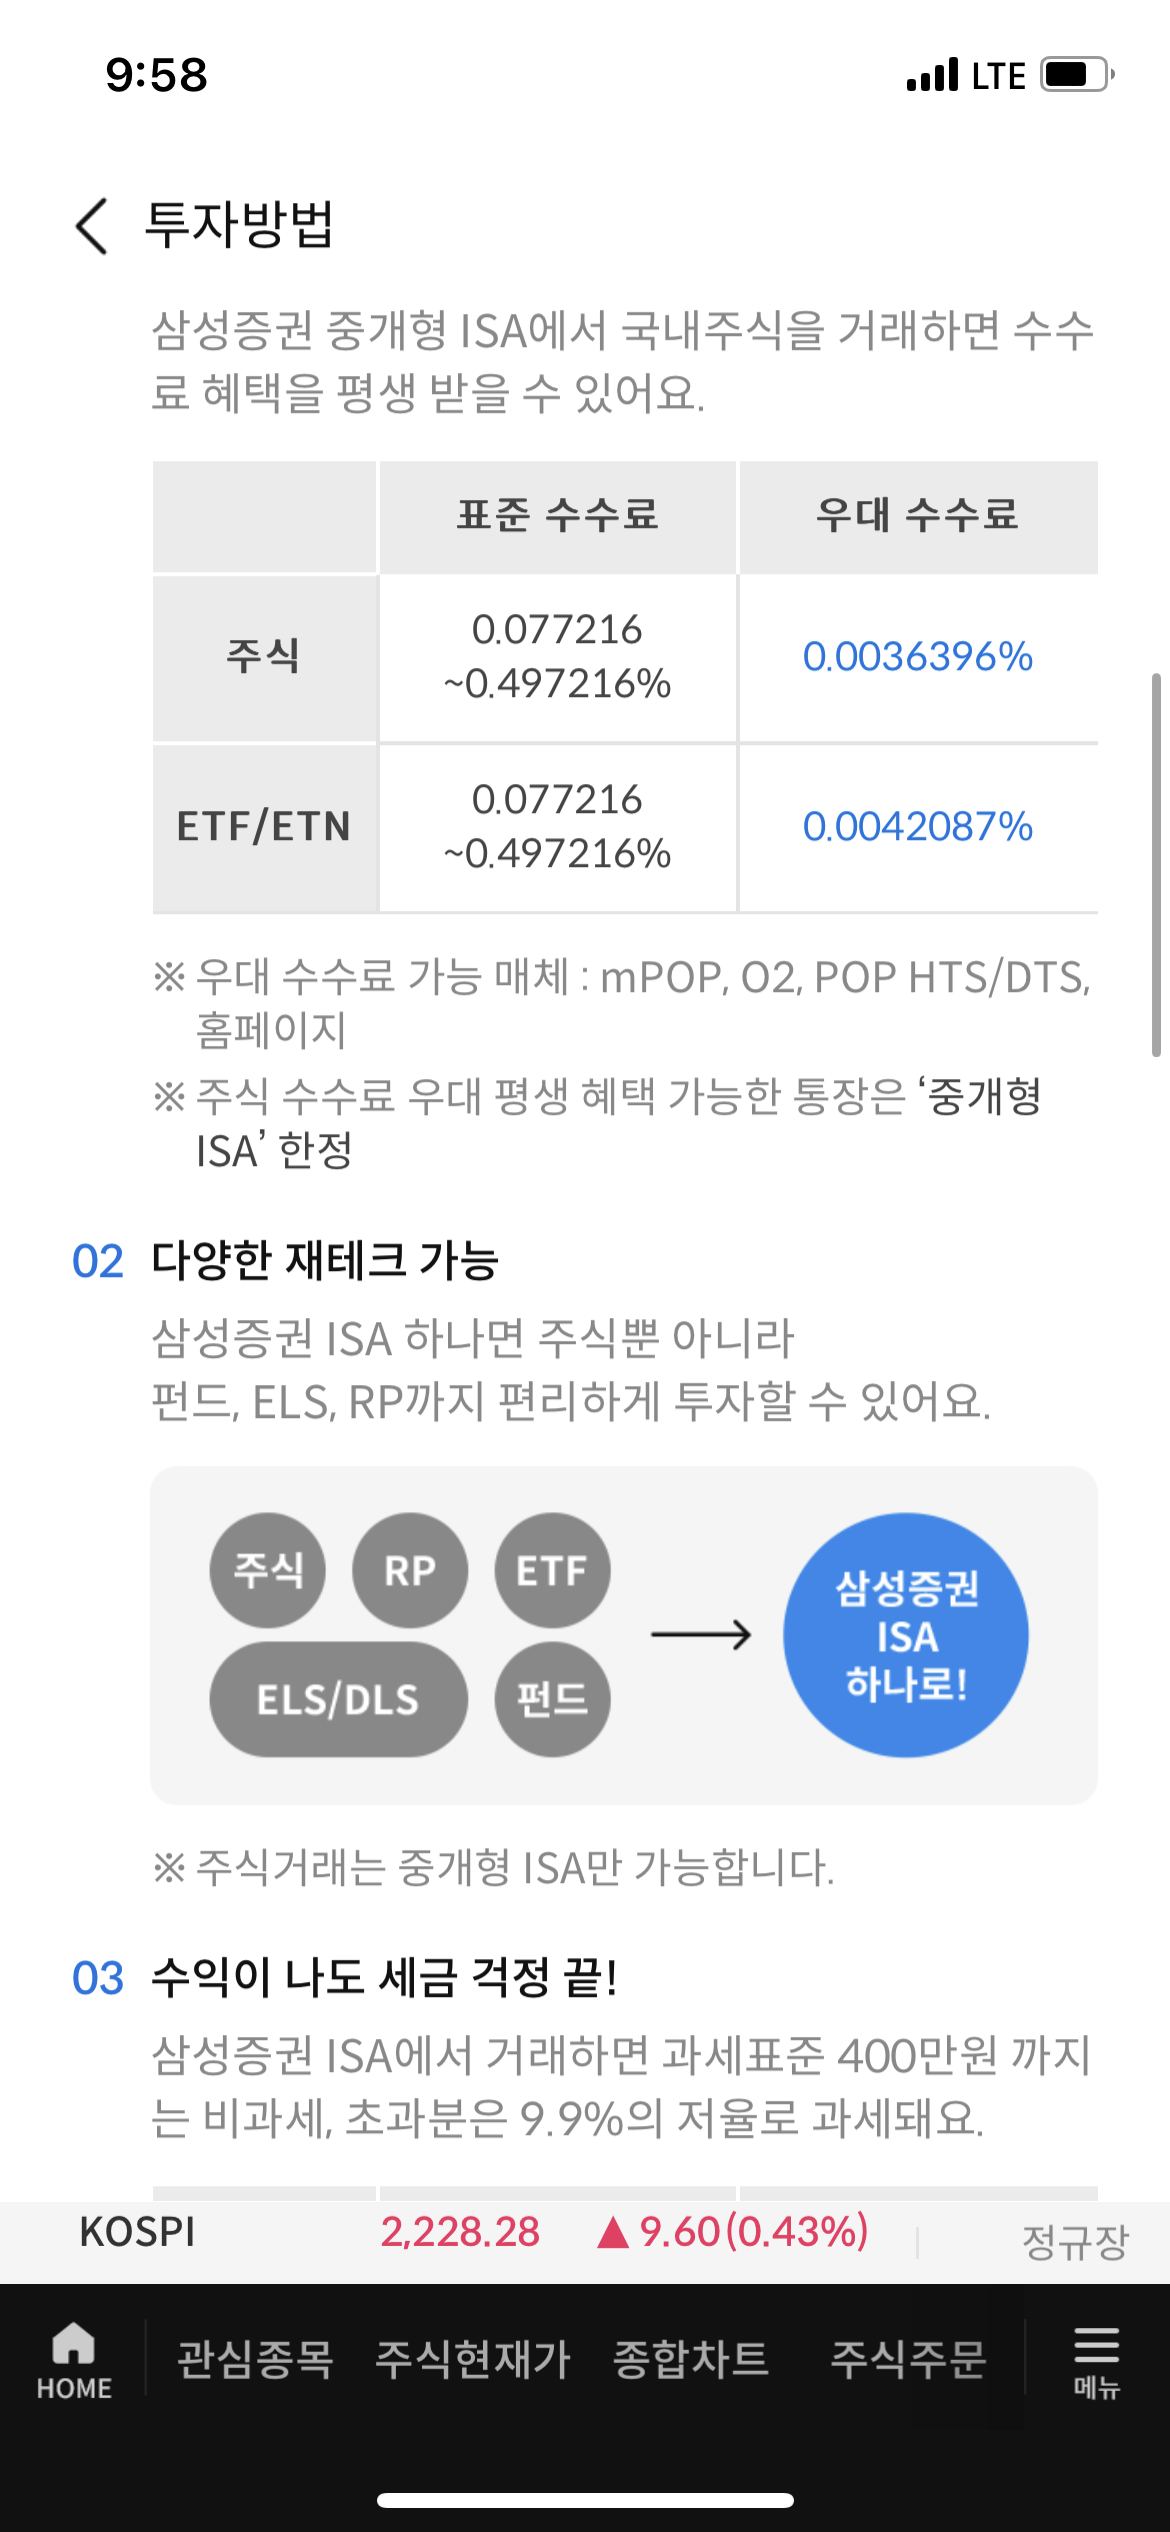 9:58
LTE
투자방법
삼성증권 중개형 ISA에서 국내주식을 거래하면 수수
료 혜택을 평생 받을 수 있어요.
표준 수수료
우대 수수료
주식
0.077216
~0.497216%
0.0036396%
ETF/ETN
0.077216
~0.497216%
0.0042087%
※ 우대 수수료 가능 매체 : mPOP, O2, POP HTS/DTS,
홈페이지
※ 주식 수수료 우대 평생 혜택 가능한 통장은 ‘중개형
ISA’ 한정
02 다양한 재테크 가능
삼성증권 ISA 하나면 주식뿐 아니라
펀드, ELS, RP까지 편리하게 투자할 수 있어요.
주식
RP
ETF
ELS/DLS
펀드
삼성증권
ISA
하나로!
※ 주식거래는 중개형 ISA만 가능합니다.
03 수익이 나도 세금 걱정 끝!
삼성증권 ISA에서 거래하면 과세표준 400만원 까지
는 비과세, 초과분은 9.9%의 저율로 과세돼요.
KOSPI 2,228.28 ▲ 9.60(0.43%) 정규장
HOME
관심종목
주식현재가
종합차트
주식주문
메뉴